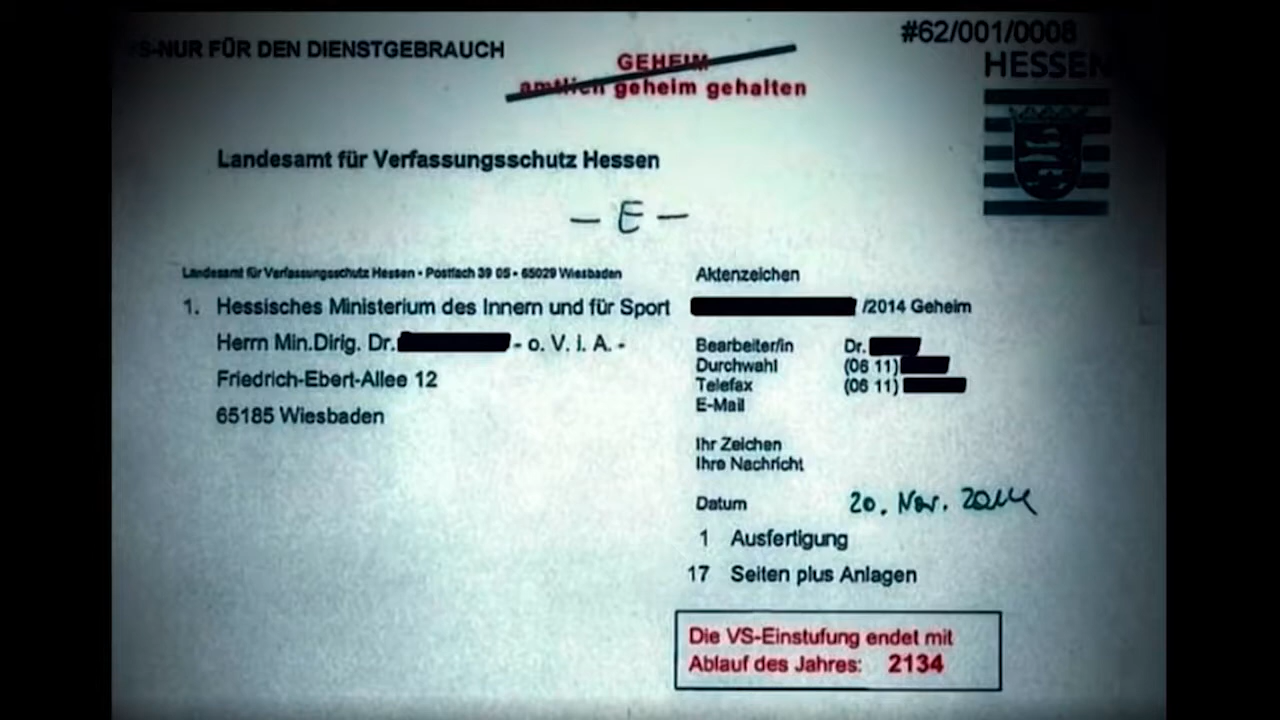 VS-NUR FÜR DEN DIENSTGEBRAUCH
#62/001/0008
GEHEIM
amtlich geheim gehalten
HESSEN
Landesamt für Verfassungsschutz Hessen
– E –
Landesamt für Verfassungsschutz Hessen • Postfach 39 05 • 65029 Wiesbaden
1. Hessisches Ministerium des Innern und für Sport
Herrn Min.Dirig. Dr. - o. V. i. A. -
Friedrich-Ebert-Allee 12
65185 Wiesbaden
Aktenzeichen
/2014 Geheim
Bearbeiter/in Dr.
Durchwahl (06 11)
Telefax (06 11)
E-Mail
Ihr Zeichen
Ihre Nachricht
Datum 20. Nov. 2014
1 Ausfertigung
17 Seiten plus Anlagen
Die VS-Einstufung endet mit
Ablauf des Jahres: 2134